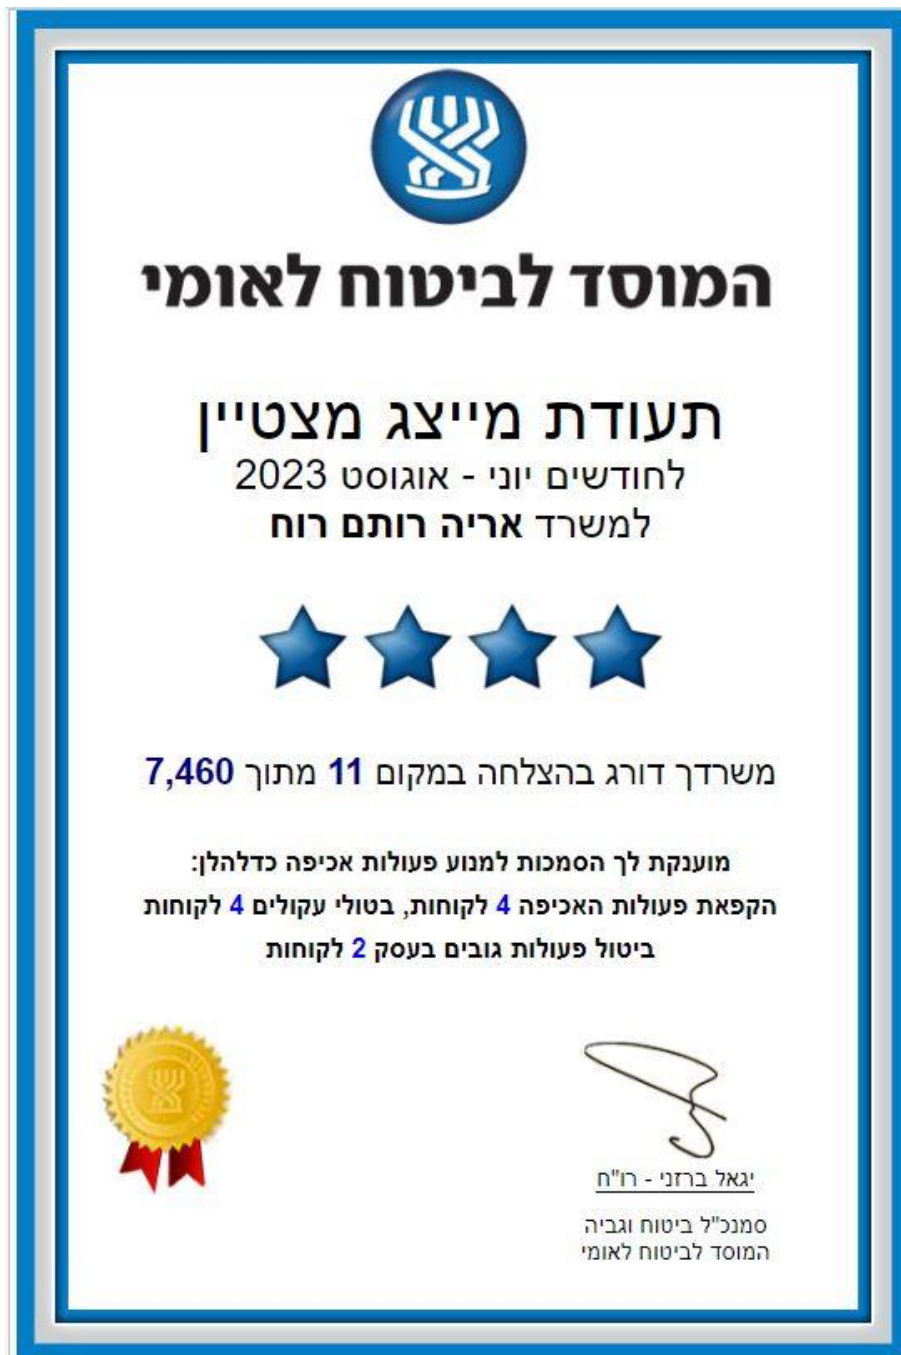 המוסד לביטוח לאומי
תעודת מייצג מצטיין
לחודשים יוני - אוגוסט 2023
למשרד אריה רותם רוח
משרדך דורג בהצלחה במקום 11 מתוך 7,460
מוענקת לך הסמכות למנוע פעולות אכיפה כדלהלן:
הקפאת פעולות האכיפה 4 לקוחות, בטולי עקולים 4 לקוחות
ביטול פעולות גובים בעסק 2 לקוחות
יגאל ברזני - רו"ח
סמנכ"ל ביטוח וגביה
המוסד לביטוח לאומי